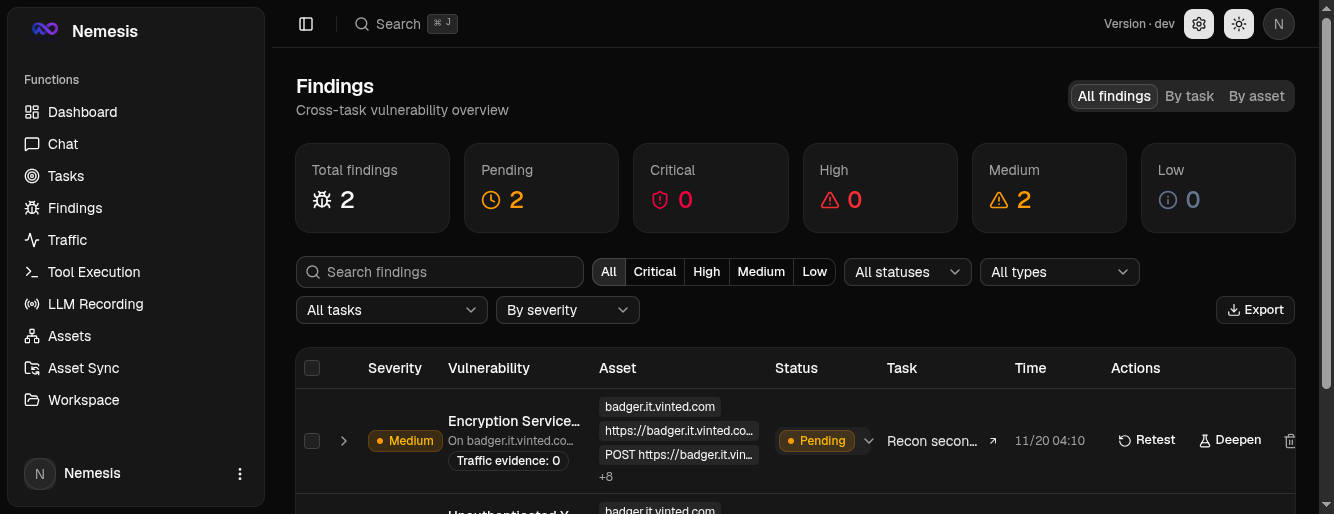 Nemesis
Functions
Dashboard
Chat
Tasks
Findings
Traffic
Tool Execution
LLM Recording
Assets
Asset Sync
Workspace
N Nemesis
Search ⌘ J
Version · dev
N
Findings
Cross-task vulnerability overview
All findings By task By asset
Total findings
2
Pending
2
Critical
0
High
0
Medium
2
Low
0
Search findings
All Critical High Medium Low
All statuses
All types
All tasks
By severity
Export
Severity Vulnerability Asset Status Task Time Actions
Medium
Encryption Service...
On badger.it.vinted.co...
Traffic evidence: 0
badger.it.vinted.com
https://badger.it.vinted.co...
POST https://badger.it.vin...
+8
Pending
Recon secon...
11/20 04:10
Retest
Deepen
badger.it.vinted.com